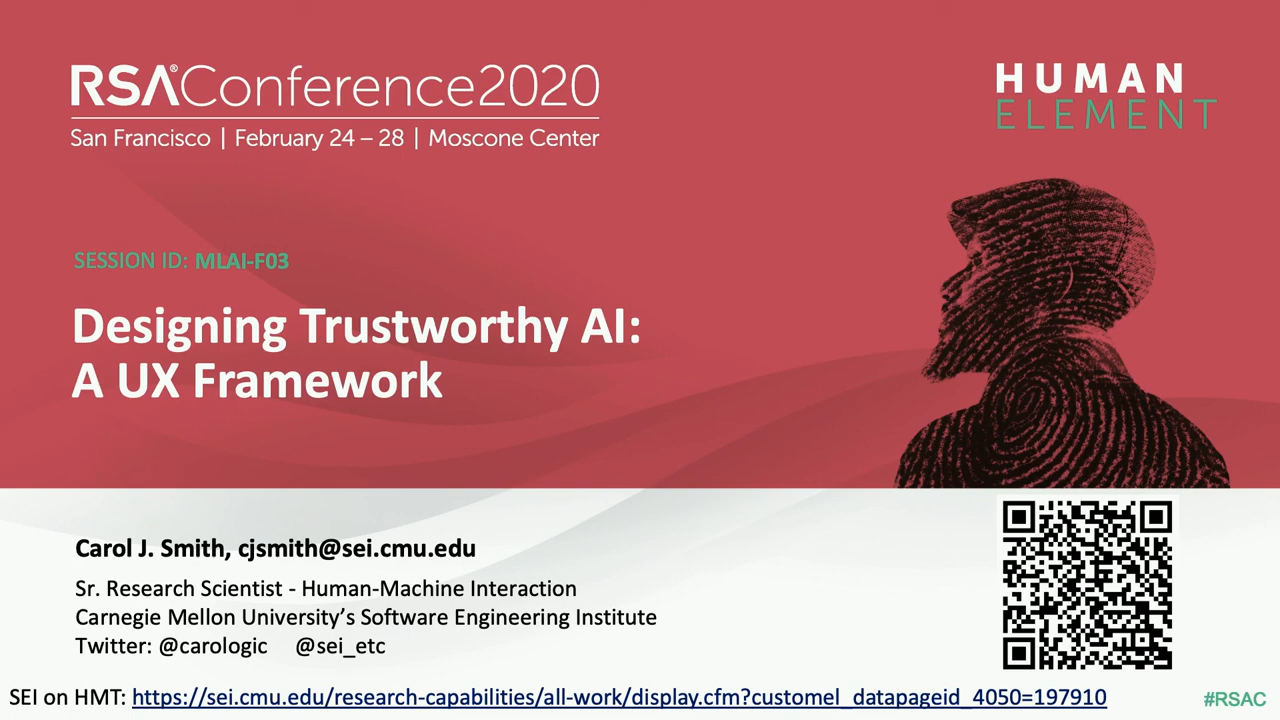 RSA®Conference2020
San Francisco | February 24 – 28 | Moscone Center
HUMAN
ELEMENT
SESSION ID: MLAI-F03
Designing Trustworthy AI:
A UX Framework
Carol J. Smith, cjsmith@sei.cmu.edu
Sr. Research Scientist - Human-Machine Interaction
Carnegie Mellon University’s Software Engineering Institute
Twitter: @carologic @sei_etc
SEI on HMT: https://sei.cmu.edu/research-capabilities/all-work/display.cfm?customel_datapageid_4050=197910
#RSAC